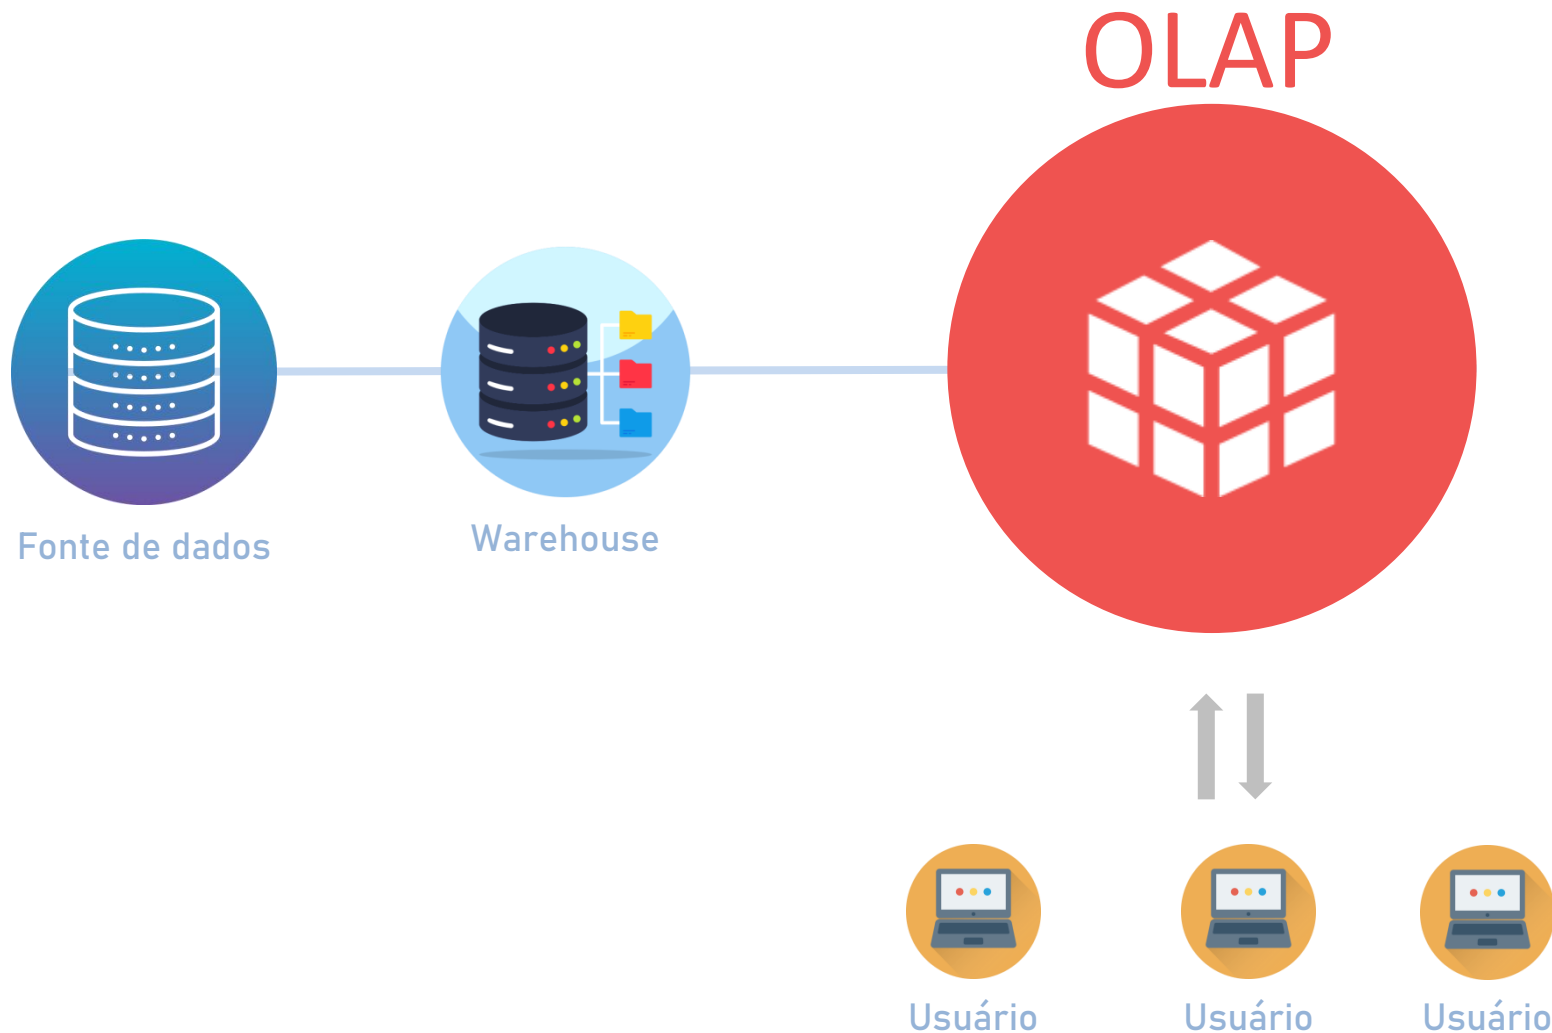 OLAP
Fonte de dados
Warehouse
Usuário
Usuário
Usuário